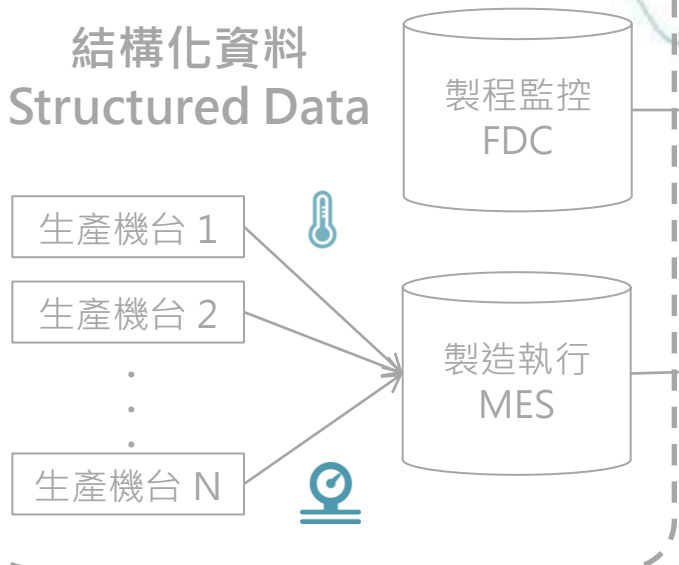 結構化資料
Structured Data
製程監控
FDC
生產機台 1
生產機台 2
.
.
.
生產機台 N
製造執行
MES